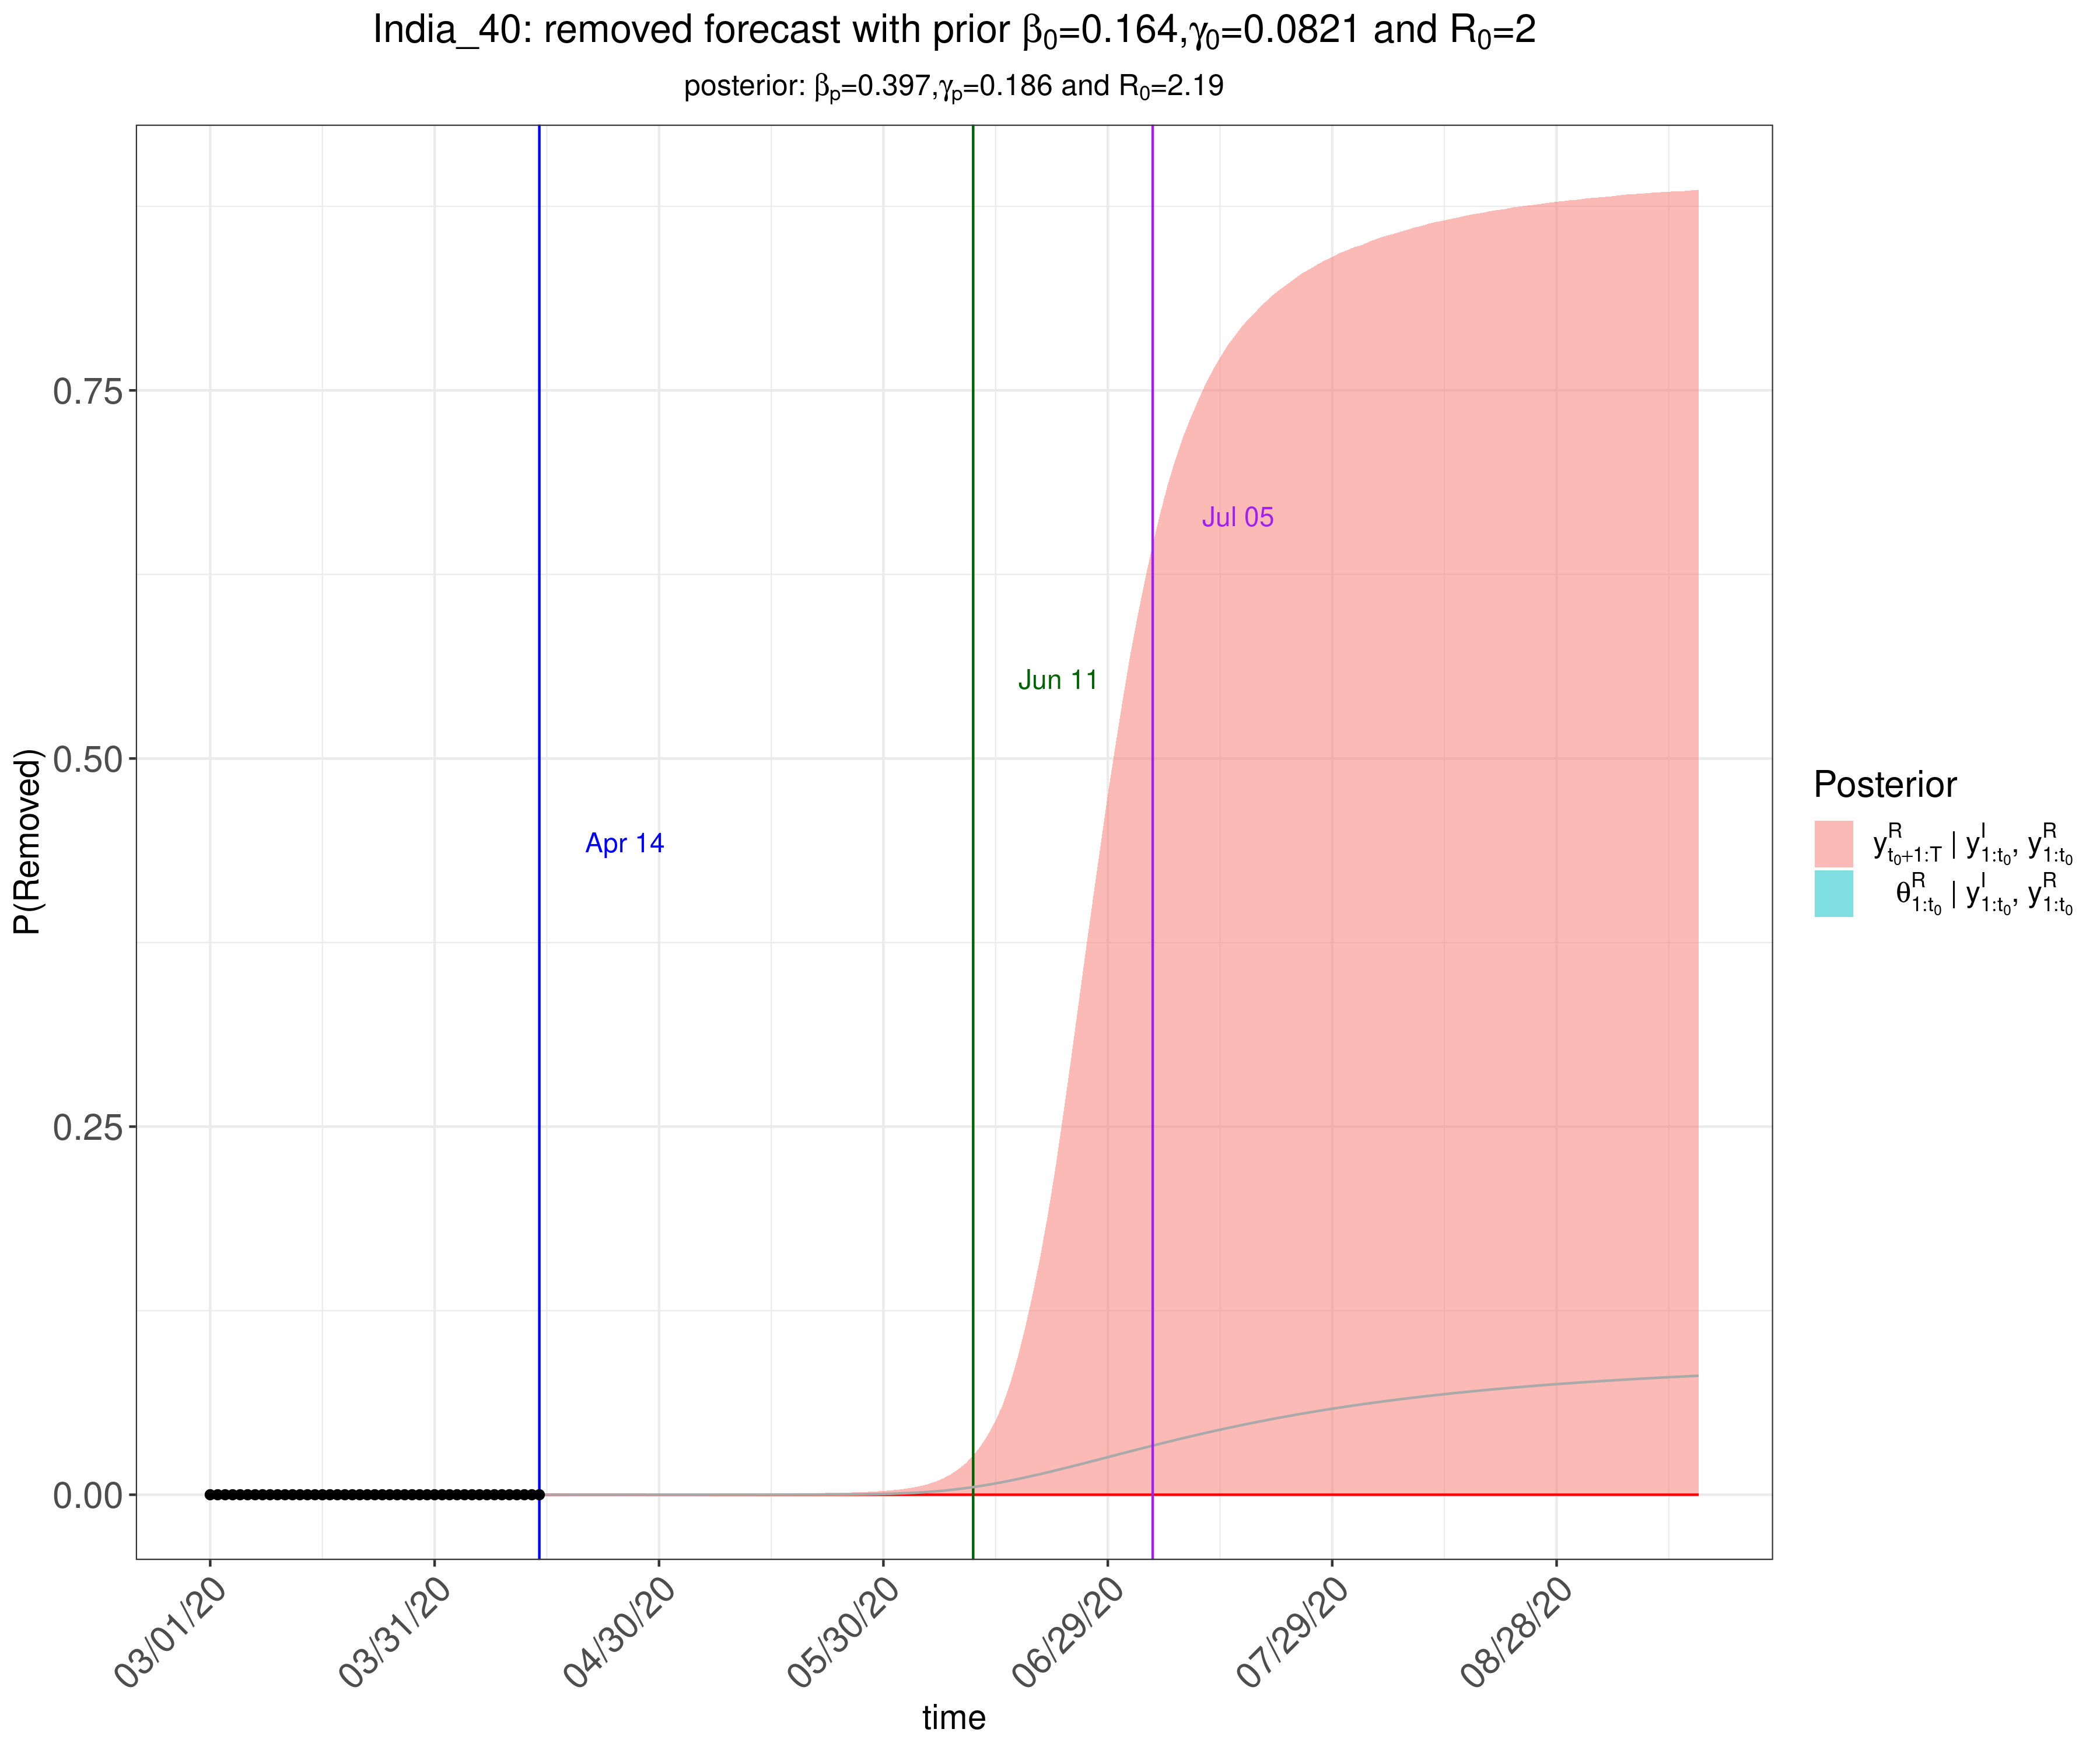 India_40: removed forecast with prior β₀=0.164,γ₀=0.0821 and R₀=2
posterior: βₚ=0.397,γₚ=0.186 and R₀=2.19
0.75
0.50
0.25
0.00
P(Removed)
Jul 05
Jun 11
Apr 14
03/01/20
03/31/20
04/30/20
05/30/20
06/29/20
07/29/20
08/28/20
time
Posterior
y^R_{t₀+1:T} | y^I_{1:t₀}, y^R_{1:t₀}
θ^R_{1:t₀} | y^I_{1:t₀}, y^R_{1:t₀}